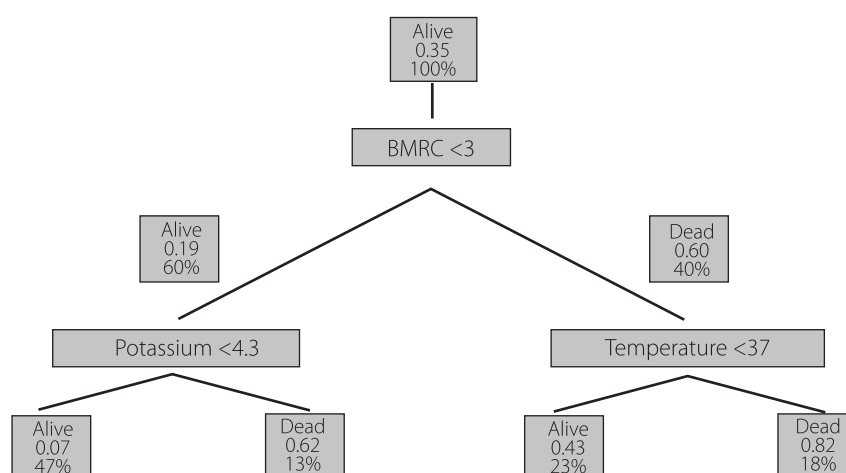 Alive
0.35
100%
BMRC <3
Alive
0.19
60%
Dead
0.60
40%
Potassium <4.3
Temperature <37
Alive
0.07
47%
Dead
0.62
13%
Alive
0.43
23%
Dead
0.82
18%